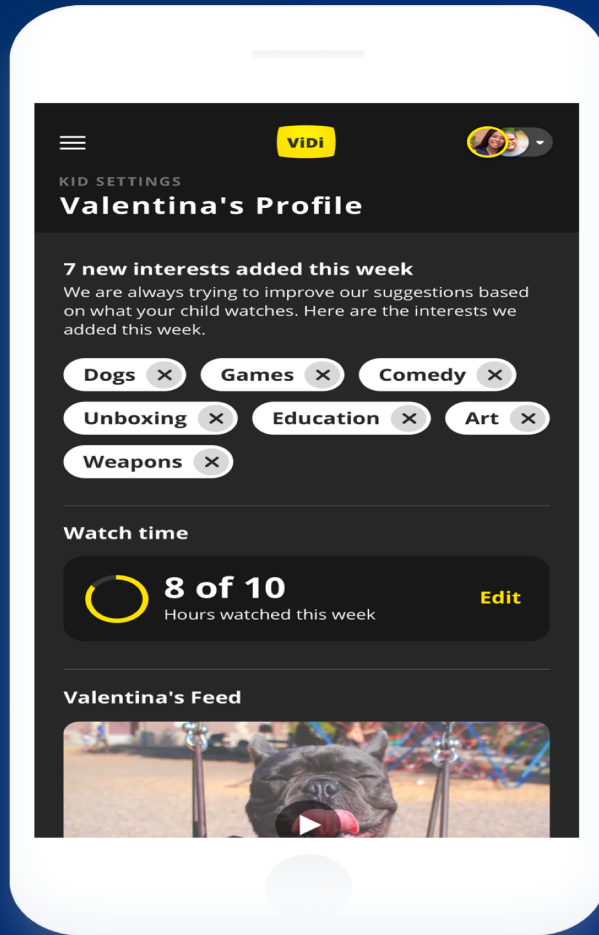 ViDi
KID SETTINGS
Valentina's Profile
7 new interests added this week
We are always trying to improve our suggestions based
on what your child watches. Here are the interests we
added this week.
Dogs Games Comedy
Unboxing Education Art
Weapons
Watch time
8 of 10
Hours watched this week
Edit
Valentina's Feed